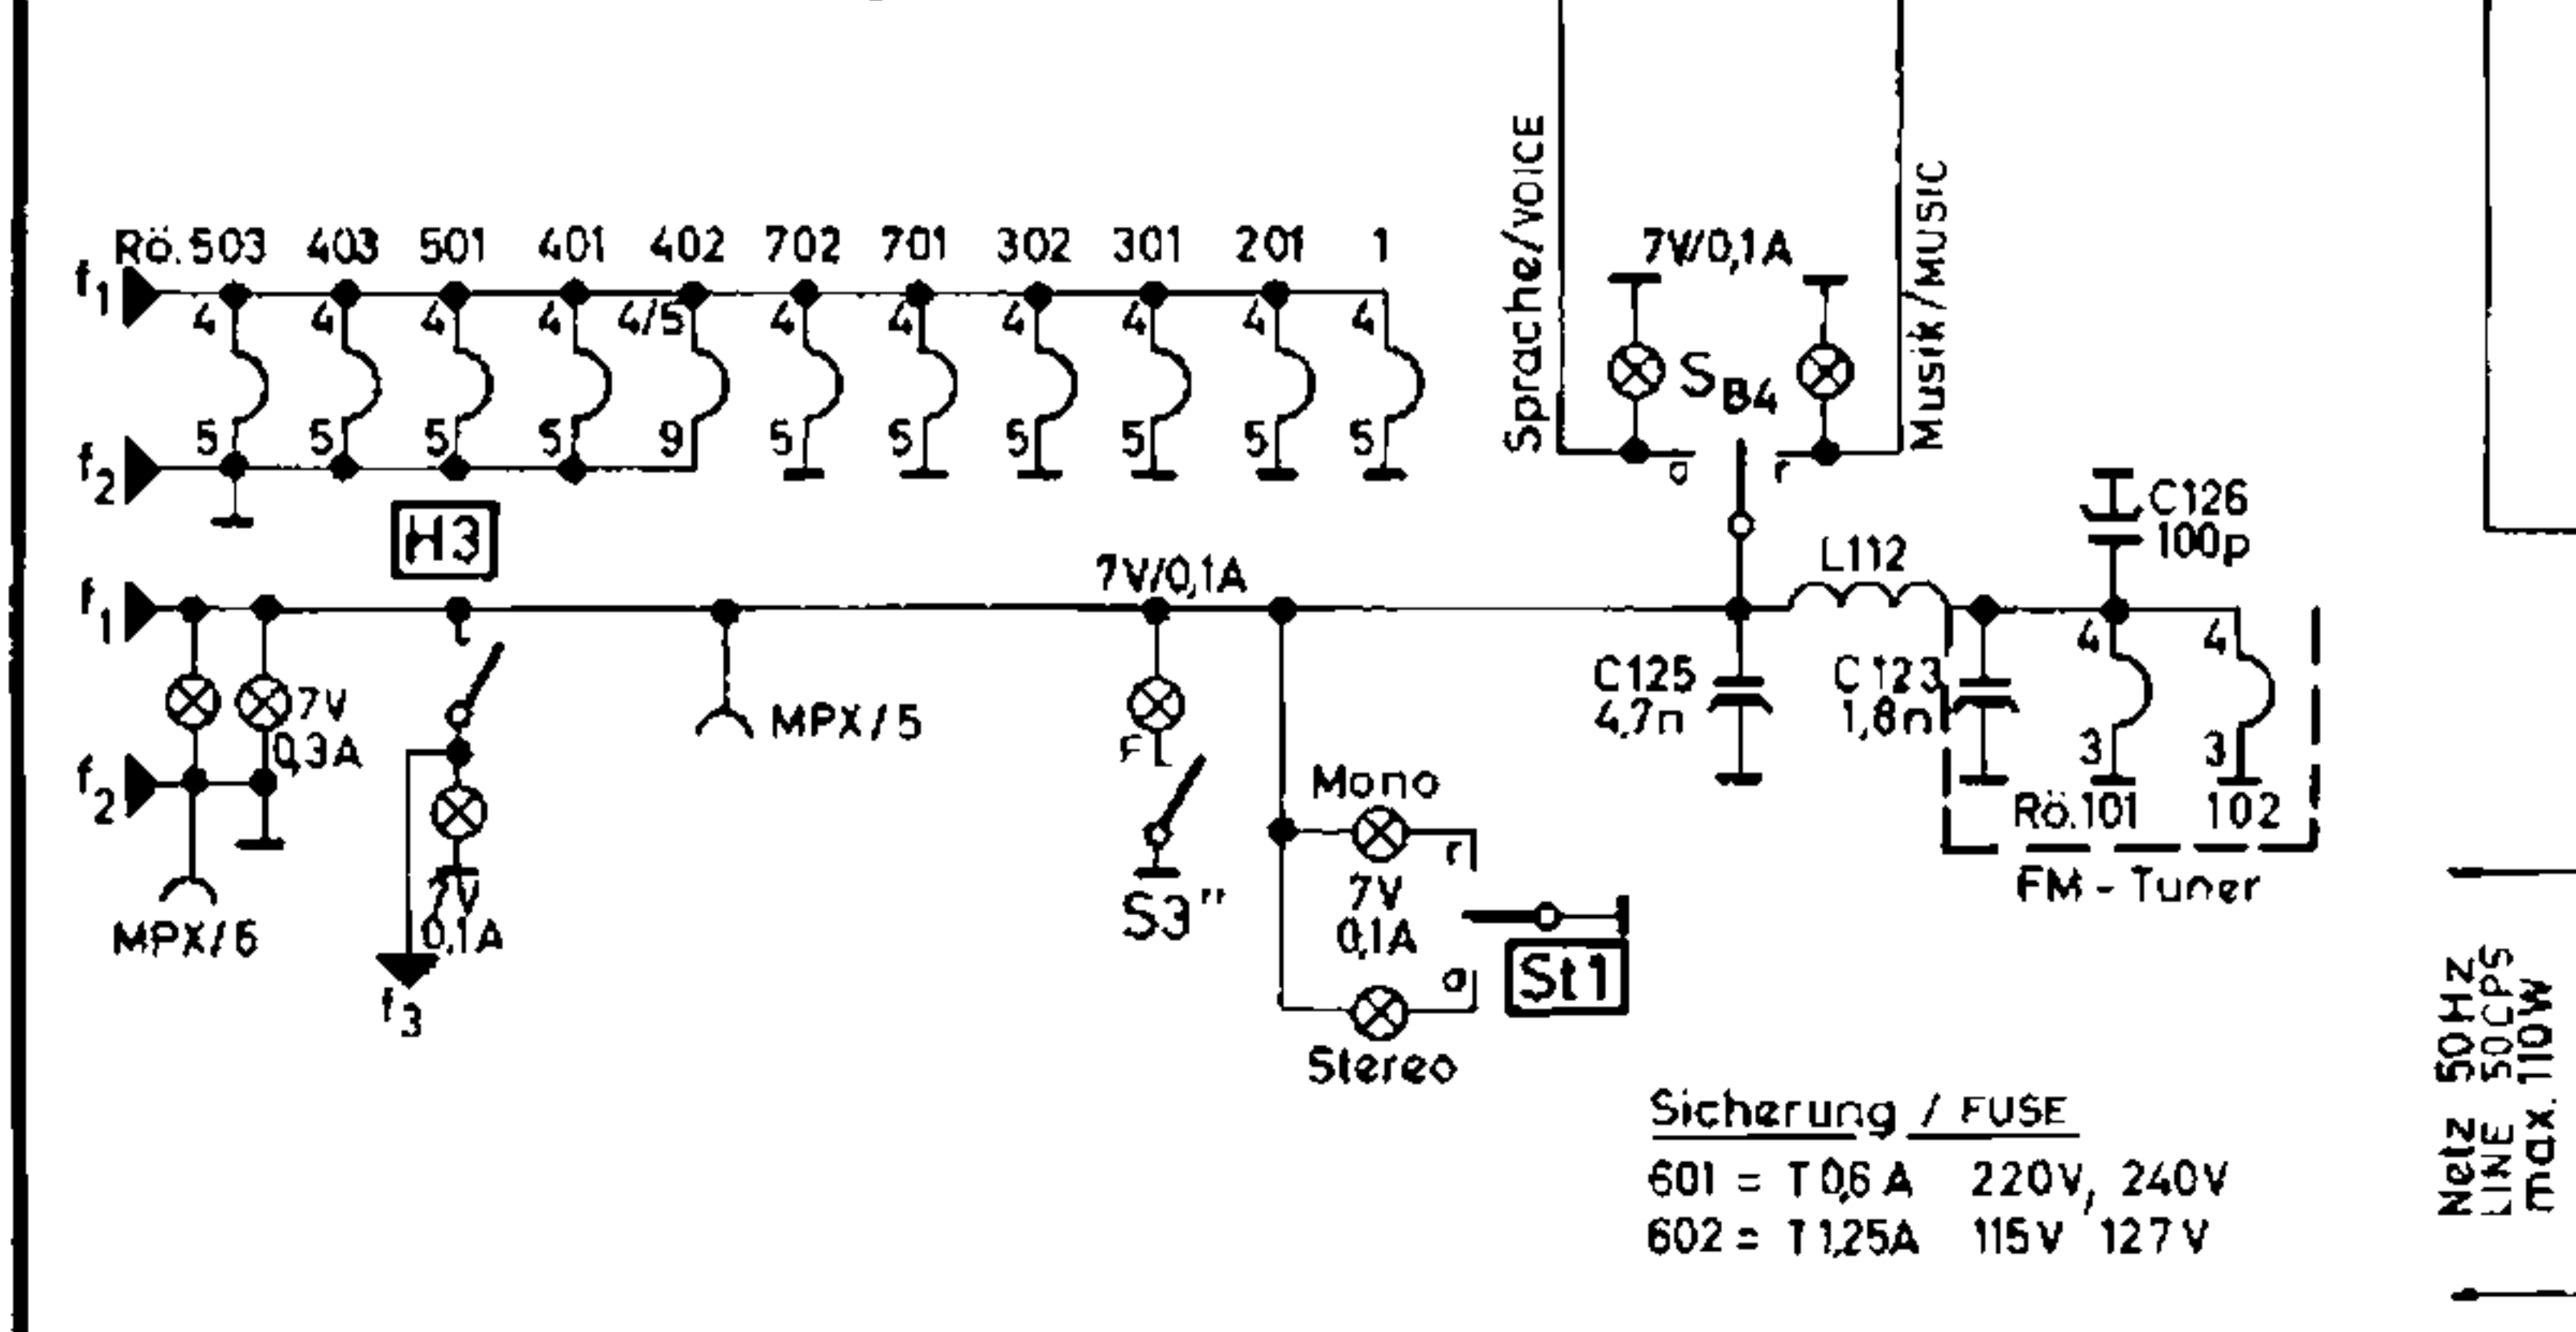 Rö.503 403 501 401 402 702 701 302 301 201 1
f1
4 4 4 4 4/5 4 4 4 4 4 4
5 5 5 5 9 5 5 5 5 5 5
f2
H3
Sprache/VOICE
7V/0,1A
SB4
a r
Musik/MUSIC
f1
7V
0,3A
f2
MPX/6
7V
0,1A
f3
MPX/5
7V/0,1A
S3"
Mono
r
7V
0,1A
a
St1
Stereo
C125
4,7n
L112
C123
1,8n
C126
100p
4 4
3 3
Rö.101 102
FM-Tuner
Sicherung / FUSE
601 = T 0,6 A 220V, 240V
602 = T 1,25A 115V 127V
Netz 50Hz
LINE 50CPS
max. 110W